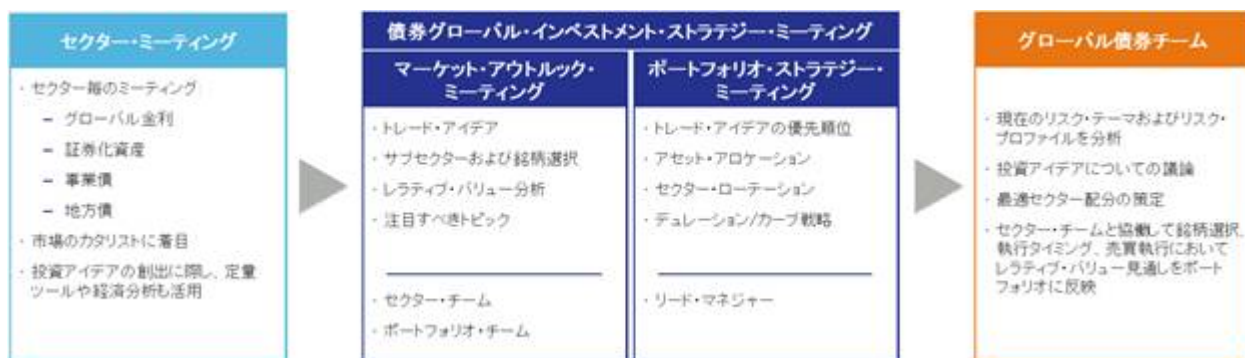 セクター・ミーティング
・セクター毎のミーティング
– グローバル金利
– 証券化資産
– 事業債
– 地方債
・市場のカタリストに着目
・投資アイデアの創出に際し、定量
ツールや経済分析も活用
債券グローバル・インベストメント・ストラテジー・ミーティング
マーケット・アウトルック・
ミーティング
・トレード・アイデア
・サブセクターおよび銘柄選択
・レラティブ・バリュー分析
・注目すべきトピック
・セクター・チーム
・ポートフォリオ・チーム
ポートフォリオ・ストラテジー・
ミーティング
・トレード・アイデアの優先順位
・アセット・アロケーション
・セクター・ローテーション
・デュレーション/カーブ戦略
・リード・マネジャー
グローバル債券チーム
・現在のリスク・テーマおよびリスク・
プロファイルを分析
・投資アイデアについての議論
・最適セクター配分の策定
・セクター・チームと協働して銘柄選択、
執行タイミング、売買執行において
レラティブ・バリュー見通しをポート
フォリオに反映